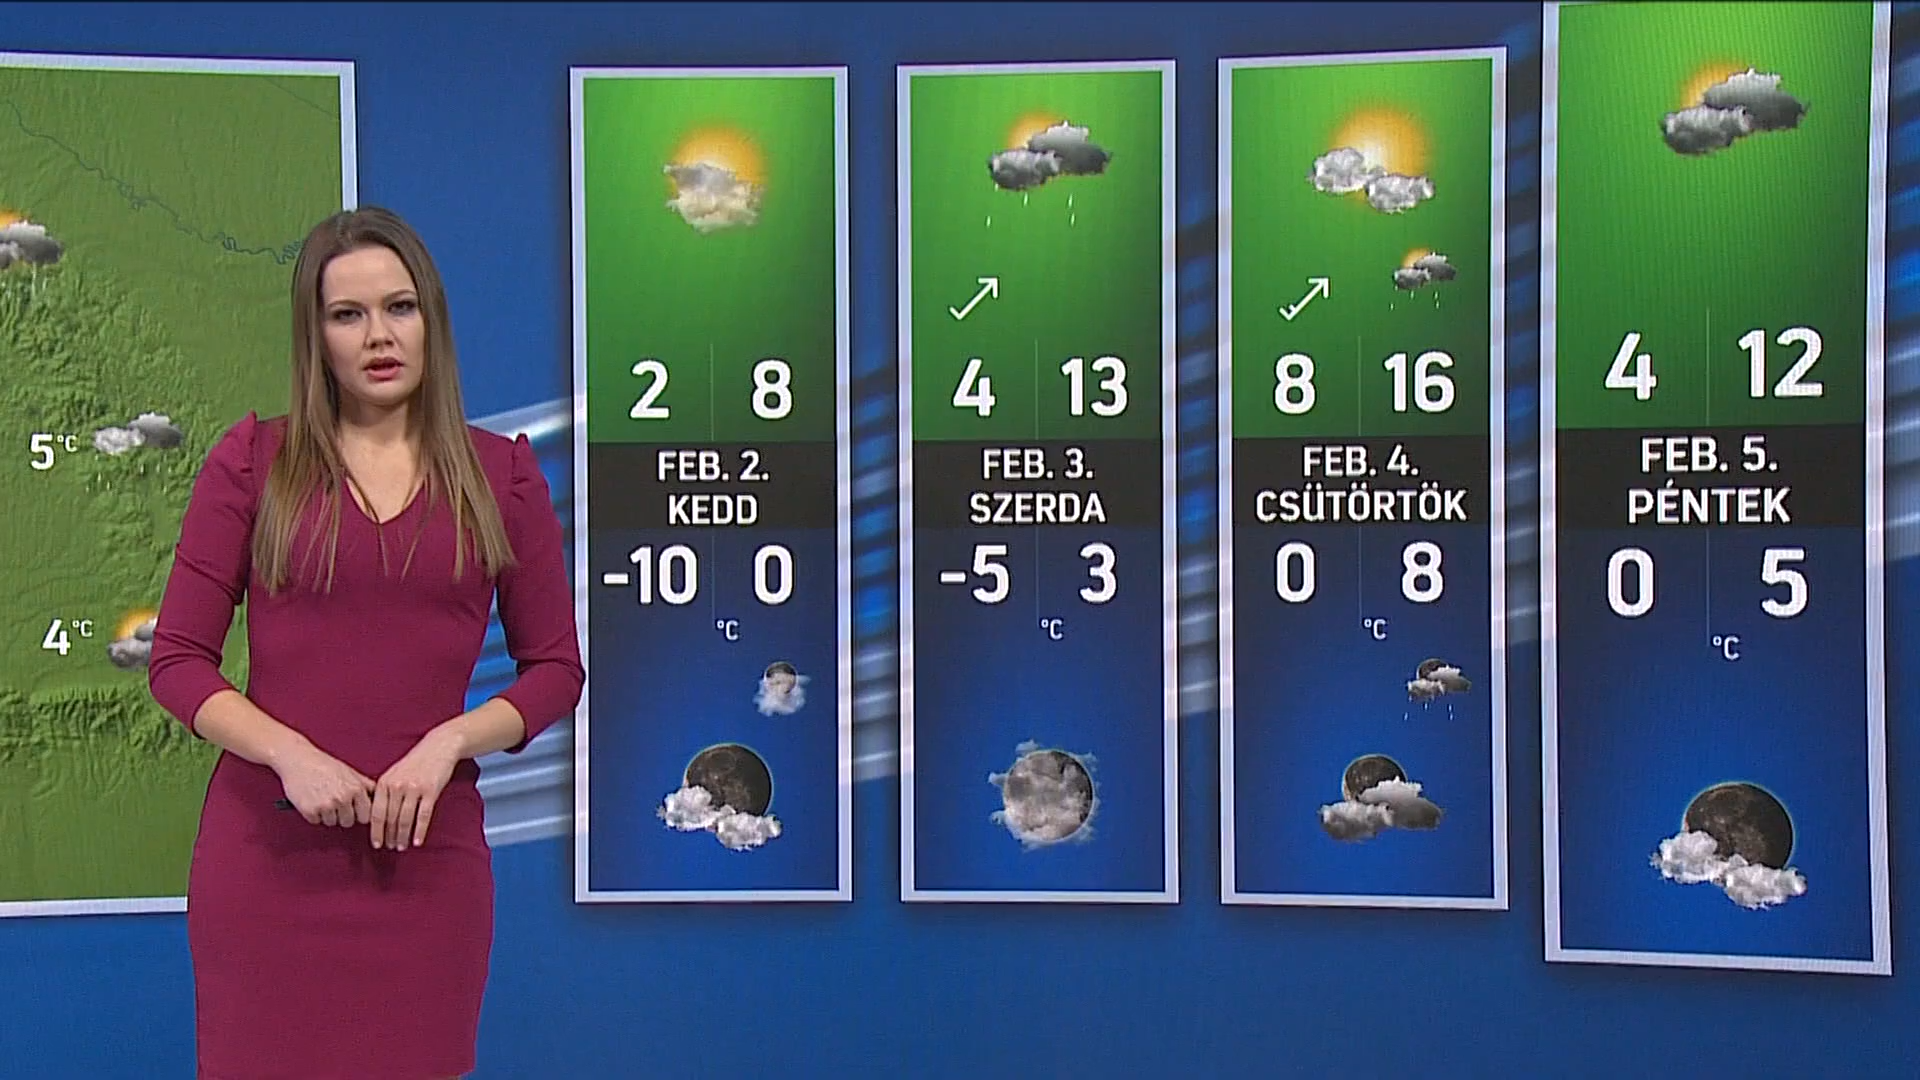 5°C
4°C
2 8
FEB. 2.
KEDD
-10 0
°C
4 13
FEB. 3.
SZERDA
-5 3
°C
8 16
FEB. 4.
CSÜTÖRTÖK
0 8
°C
4 12
FEB. 5.
PÉNTEK
0 5
°C